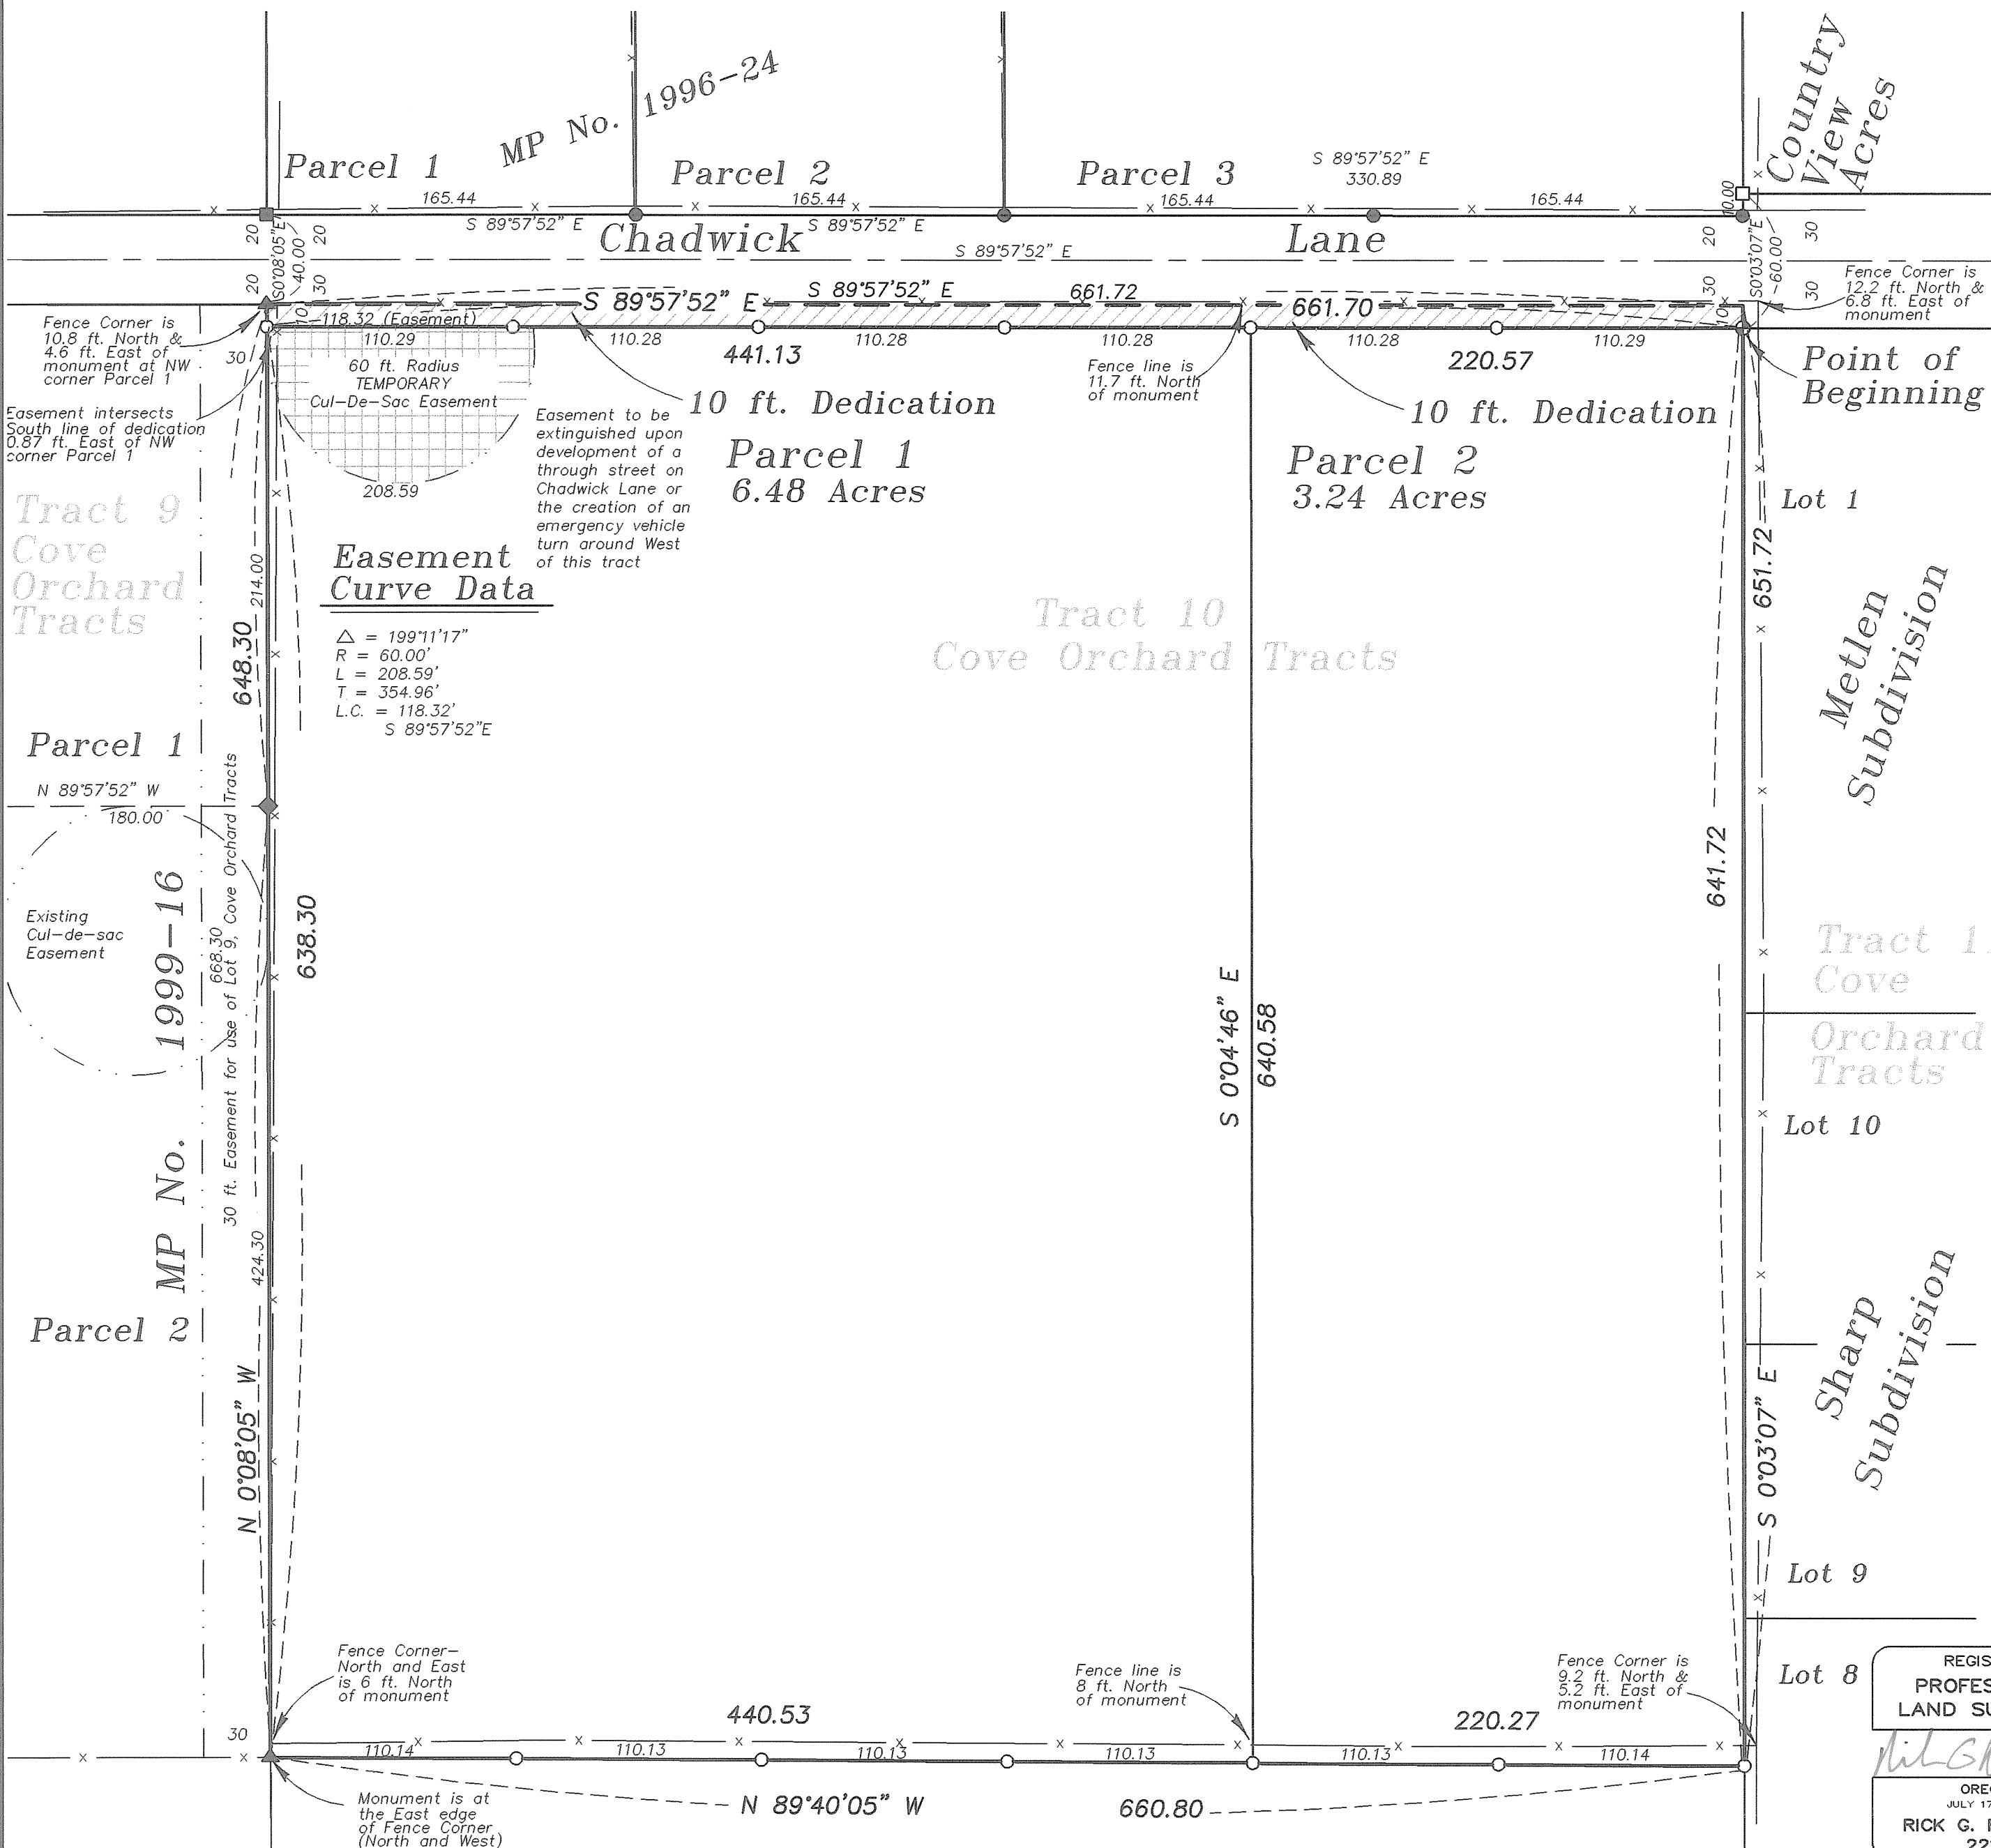 MP No. 1996-24
Country
View
Acres
Parcel 1
Parcel 2
Parcel 3
S 89°57'52" E
330.89
165.44
165.44
165.44
165.44
10.00
S 89°57'52" E
S 89°57'52" E
20
20
S0°08'05"E
40.00
20
30
Chadwick Lane
S 89°57'52" E
20
30
30
30
S0°03'07"E
60.00
Fence Corner is
12.2 ft. North &
6.8 ft. East of
monument
S 89°57'52" E
661.72
S 89°57'52" E
661.70
10
10
Fence Corner is
10.8 ft. North &
4.6 ft. East of
monument at NW
corner Parcel 1
30
118.32 (Easement)
110.29
110.28
110.28
110.28
110.28
110.29
441.13
220.57
Fence line is
11.7 ft. North
of monument
Point of
Beginning
60 ft. Radius
TEMPORARY
Cul-De-Sac Easement
208.59
10 ft. Dedication
10 ft. Dedication
Easement intersects
South line of dedication
0.87 ft. East of NW
corner Parcel 1
Easement to be
extinguished upon
development of a
through street on
Chadwick Lane or
the creation of an
emergency vehicle
turn around West
of this tract
Parcel 1
6.48 Acres
Parcel 2
3.24 Acres
Lot 1
Tract 9
Cove
Orchard
Tracts
214.00
648.30
651.72
Easement
Curve Data
△ = 199°11'17"
R = 60.00'
L = 208.59'
T = 354.96'
L.C. = 118.32'
S 89°57'52"E
Tract 10
Cove Orchard Tracts
Metlen
Subdivision
Parcel 1
N 89°57'52" W
180.00
Existing
Cul-de-sac
Easement
MP No. 1999-16
668.30
30 ft. Easement for use of Lot 9, Cove Orchard Tracts
638.30
641.72
S 0°04'46" E
640.58
Tract 1
Cove
Orchard
Tracts
Lot 10
424.30
Parcel 2
N 0°08'05" W
S 0°03'07" E
Sharp
Subdivision
Lot 9
Fence Corner-
North and East
is 6 ft. North
of monument
Fence line is
8 ft. North
of monument
Fence Corner is
9.2 ft. North &
5.2 ft. East of
monument
Lot 8
440.53
220.27
30
110.14
110.13
110.13
110.13
110.13
110.14
N 89°40'05" W
660.80
Monument is at
the East edge
of Fence Corner
(North and West)
REGIS
PROFES
LAND SU
ORE
JULY 17
RICK G.
22